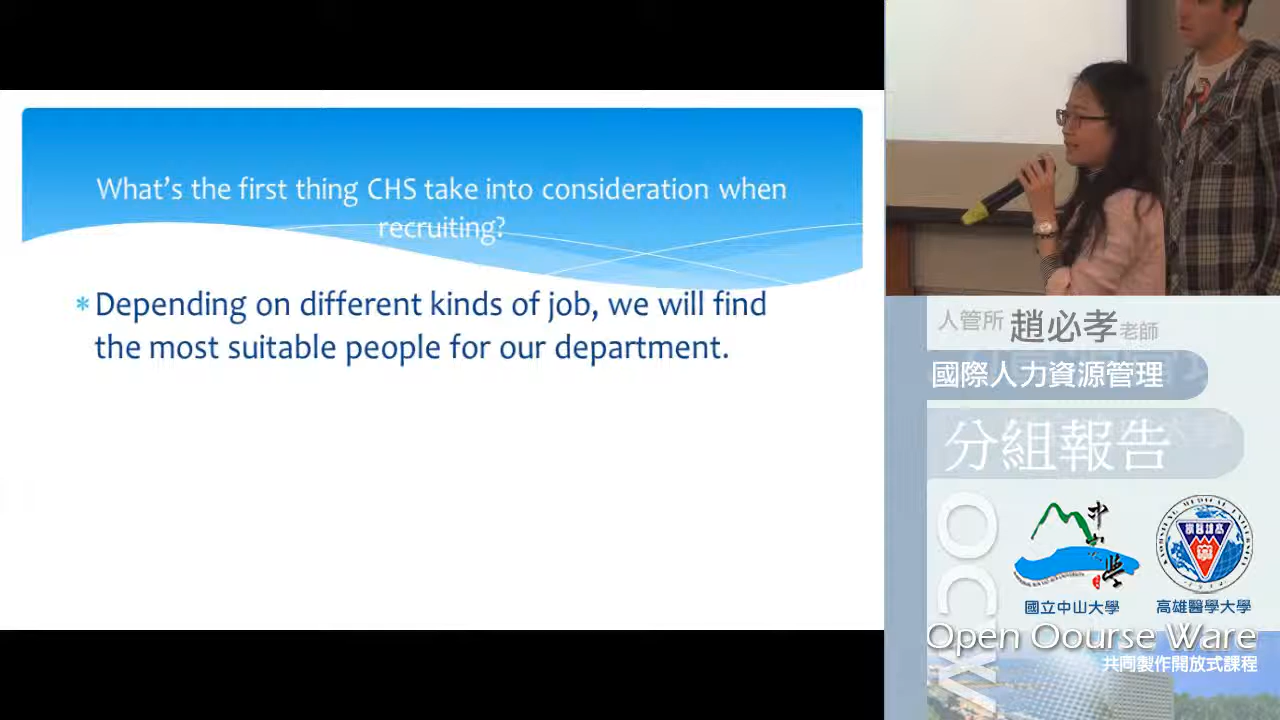 What's the first thing CHS take into consideration when
recruiting?
* Depending on different kinds of job, we will find
the most suitable people for our department.
人管所 趙必孝老師
國際人力資源管理
分組報告
OCW
國立中山大學
高雄醫學大學
Open Oourse Ware
共同製作開放式課程